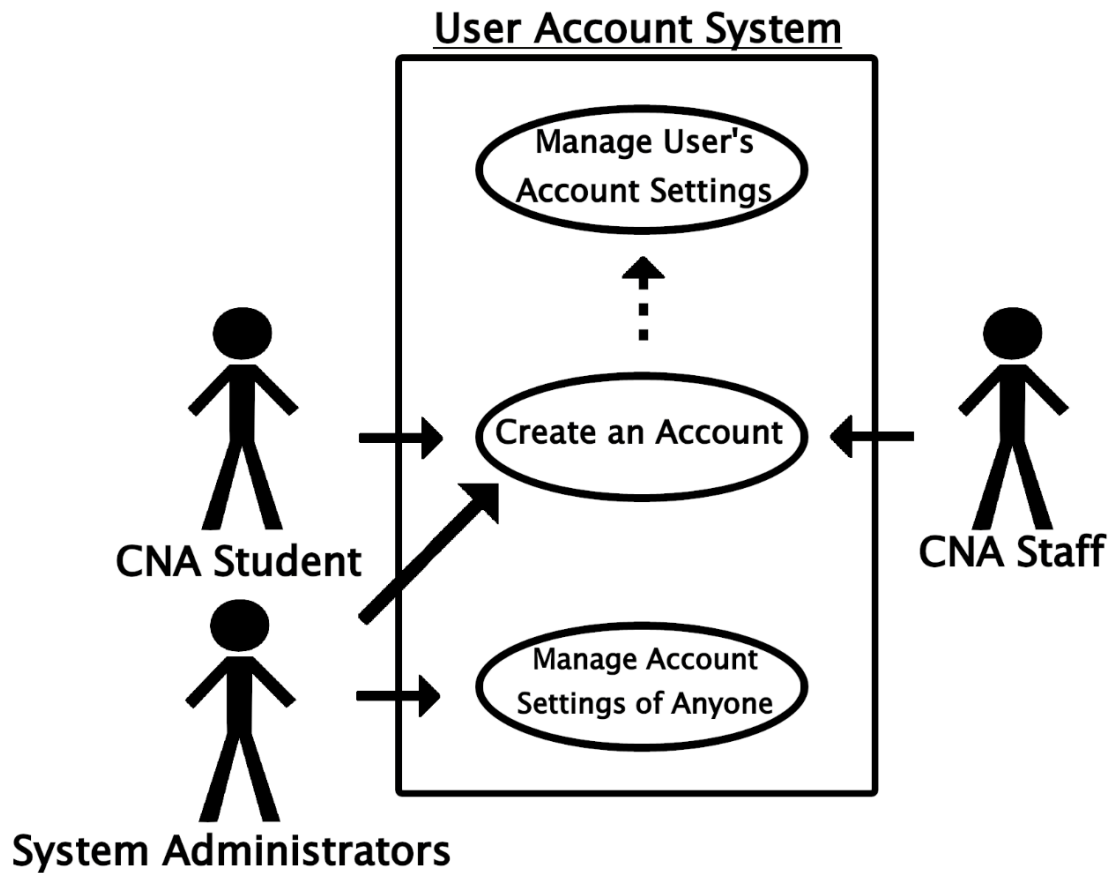 User Account System
Manage User's
Account Settings
Create an Account
CNA Student
CNA Staff
Manage Account
Settings of Anyone
System Administrators